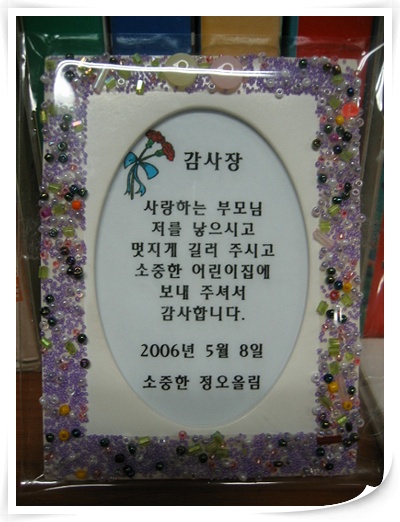 감사장
사랑하는 부모님
저를 낳으시고
멋지게 길러 주시고
소중한 어린이집에
보내 주셔서
감사합니다.
2006년 5월 8일
소중한 정오올림